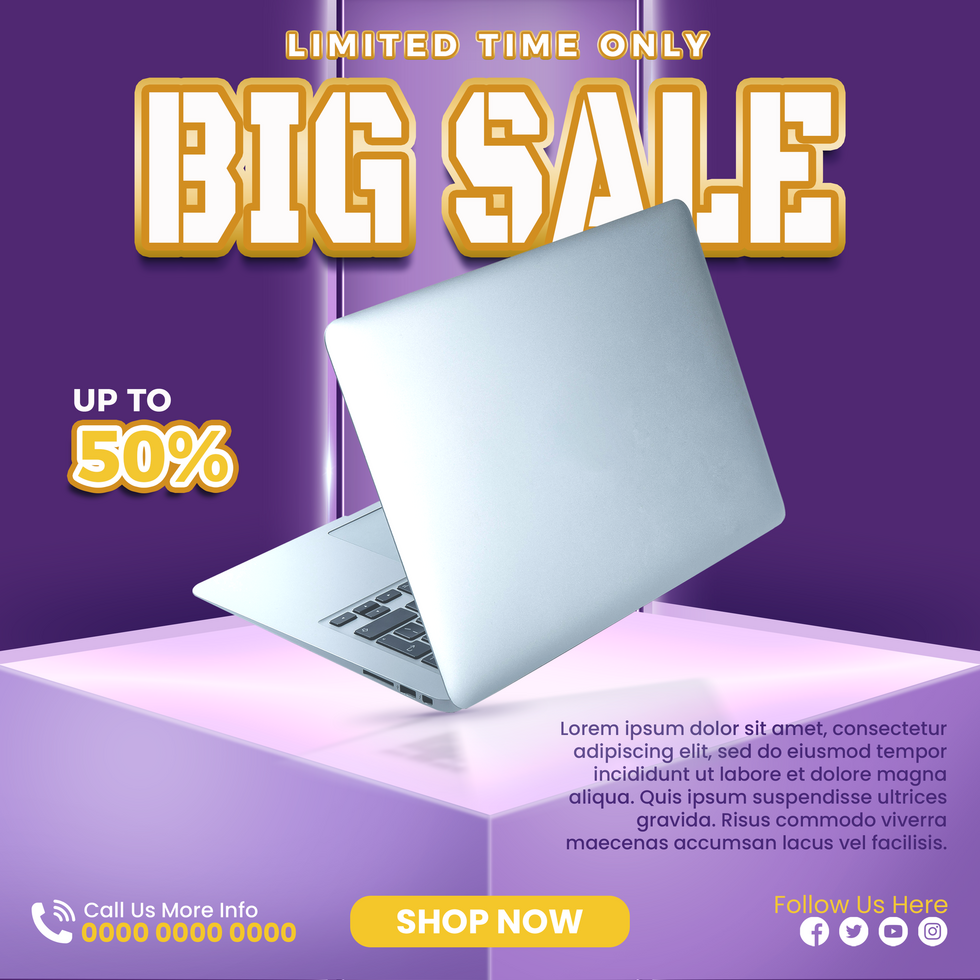 LIMITED TIME ONLY
BIG SALE
UP TO
50%
Lorem ipsum dolor sit amet, consectetur
adipiscing elit, sed do eiusmod tempor
incididunt ut labore et dolore magna
aliqua. Quis ipsum suspendisse ultrices
gravida. Risus commodo viverra
maecenas accumsan lacus vel facilisis.
Call Us More Info
0000 0000 0000
SHOP NOW
Follow Us Here